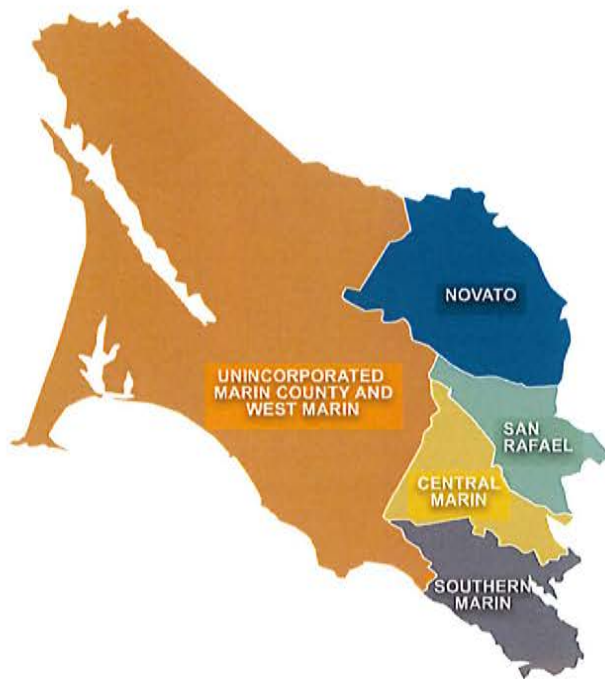 NOVATO
UNINCORPORATED
MARIN COUNTY AND
WEST MARIN
SAN
RAFAEL
CENTRAL
MARIN
SOUTHERN
MARIN